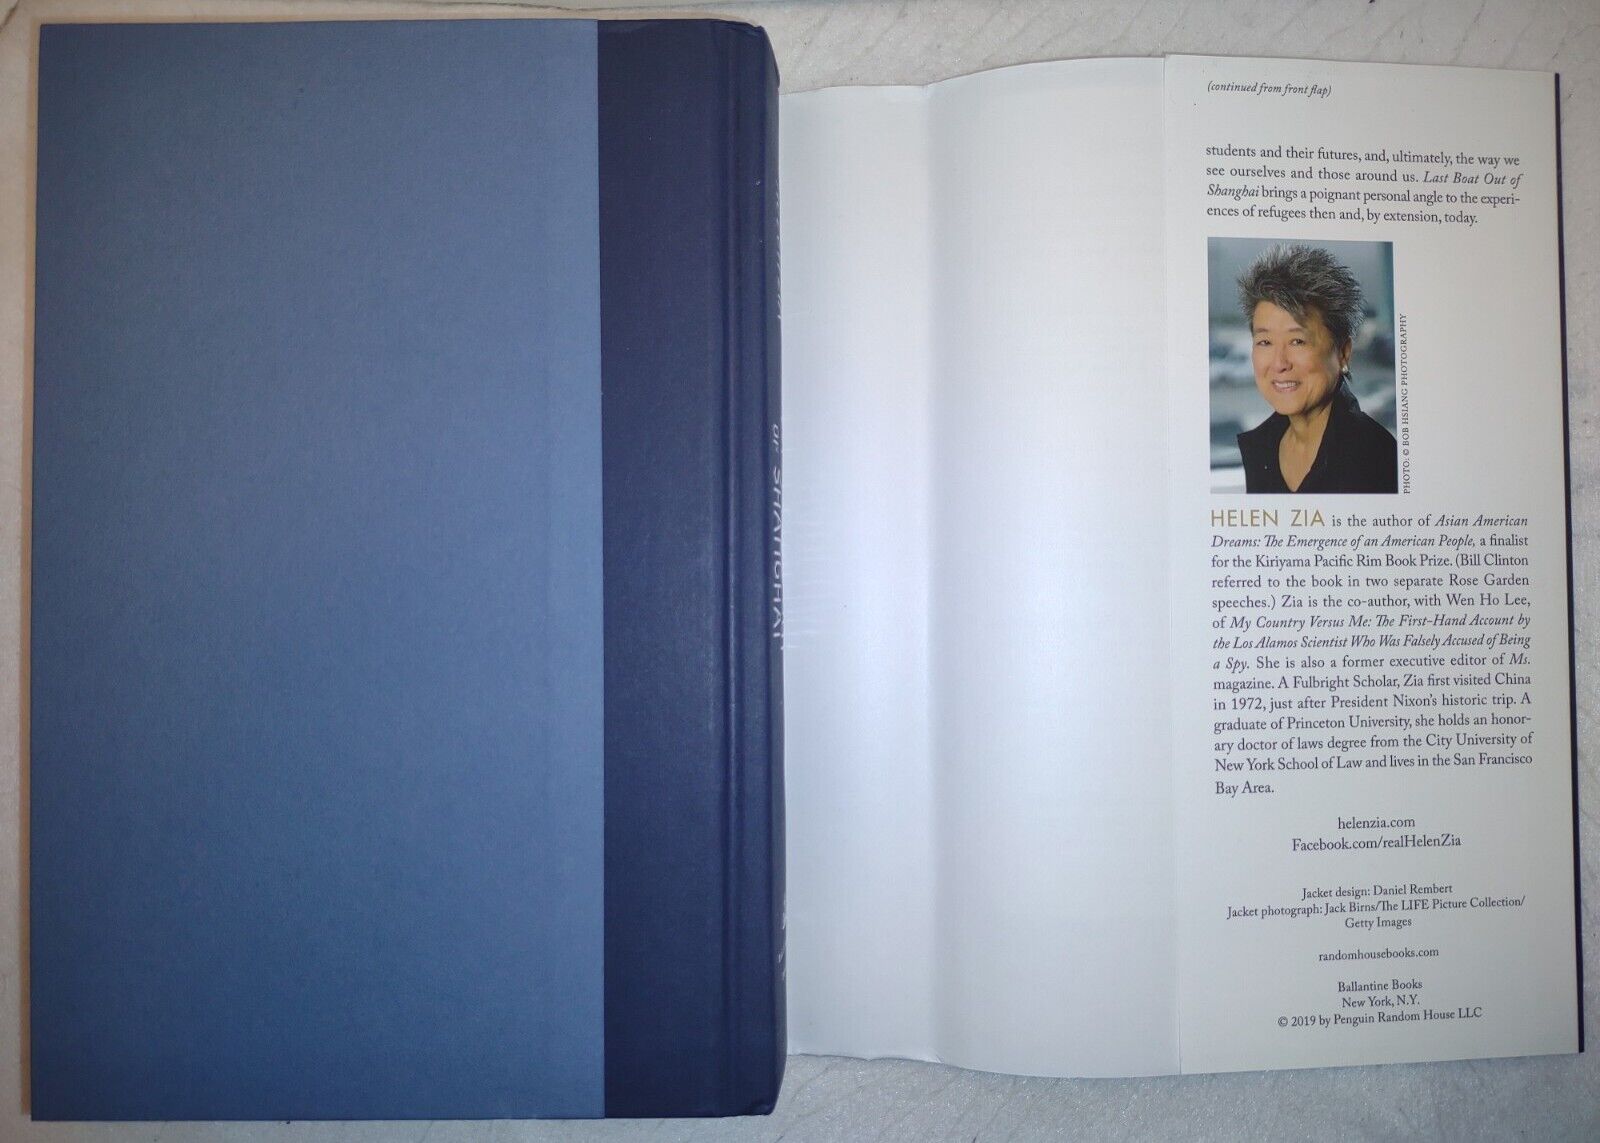 OF SHANGHAI
(continued from front flap)
students and their futures, and, ultimately, the way we
see ourselves and those around us. Last Boat Out of
Shanghai brings a poignant personal angle to the experi-
ences of refugees then and, by extension, today.
PHOTO: © BOB HSIANG PHOTOGRAPHY
HELEN ZIA is the author of Asian American
Dreams: The Emergence of an American People, a finalist
for the Kiriyama Pacific Rim Book Prize. (Bill Clinton
referred to the book in two separate Rose Garden
speeches.) Zia is the co-author, with Wen Ho Lee,
of My Country Versus Me: The First-Hand Account by
the Los Alamos Scientist Who Was Falsely Accused of Being
a Spy. She is also a former executive editor of Ms.
magazine. A Fulbright Scholar, Zia first visited China
in 1972, just after President Nixon's historic trip. A
graduate of Princeton University, she holds an honor-
ary doctor of laws degree from the City University of
New York School of Law and lives in the San Francisco
Bay Area.
helenzia.com
Facebook.com/realHelenZia
Jacket design: Daniel Rembert
Jacket photograph: Jack Birns/The LIFE Picture Collection/
Getty Images
randomhousebooks.com
Ballantine Books
New York, N.Y.
© 2019 by Penguin Random House LLC